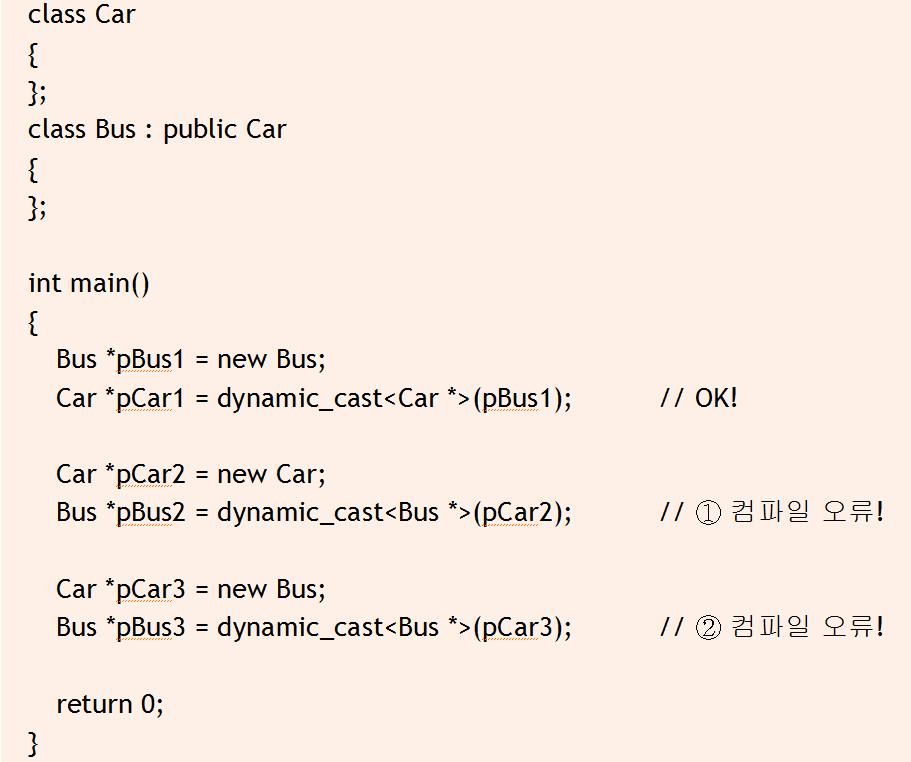 class Car
{
};
class Bus : public Car
{
};
int main()
{
Bus *pBus1 = new Bus;
Car *pCar1 = dynamic_cast<Car *>(pBus1); // OK!
Car *pCar2 = new Car;
Bus *pBus2 = dynamic_cast<Bus *>(pCar2); // ① 컴파일 오류!
Car *pCar3 = new Bus;
Bus *pBus3 = dynamic_cast<Bus *>(pCar3); // ② 컴파일 오류!
return 0;
}